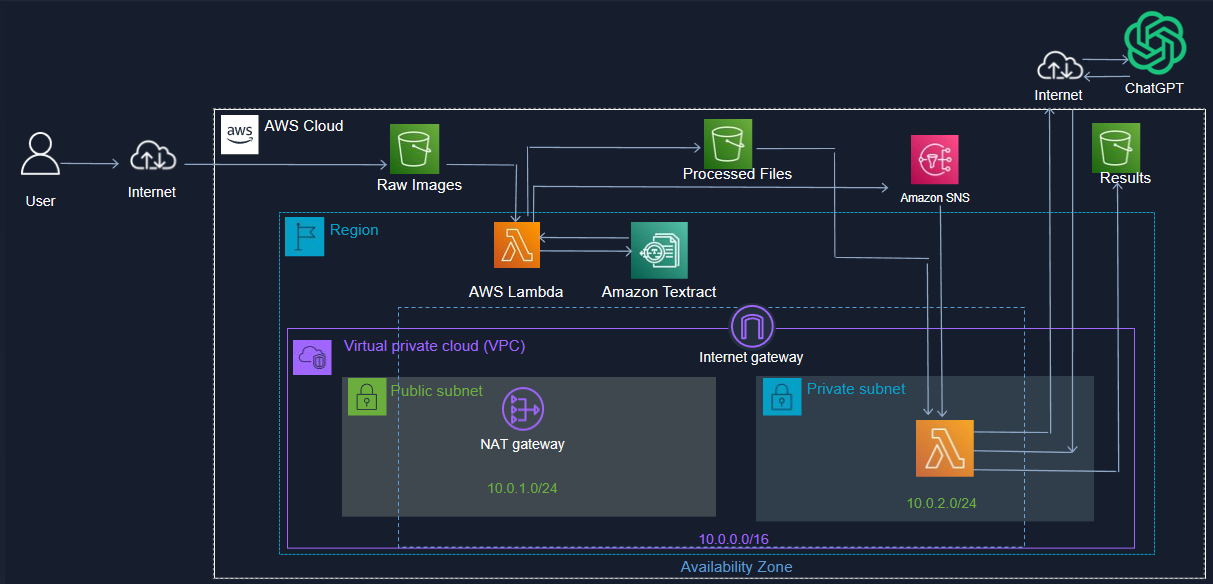 ChatGPT
Internet
aws
AWS Cloud
User
Internet
Raw Images
Processed Files
Amazon SNS
Results
Region
AWS Lambda
Amazon Textract
Virtual private cloud (VPC)
Internet gateway
Public subnet
Private subnet
NAT gateway
10.0.1.0/24
10.0.2.0/24
10.0.0.0/16
Availability Zone